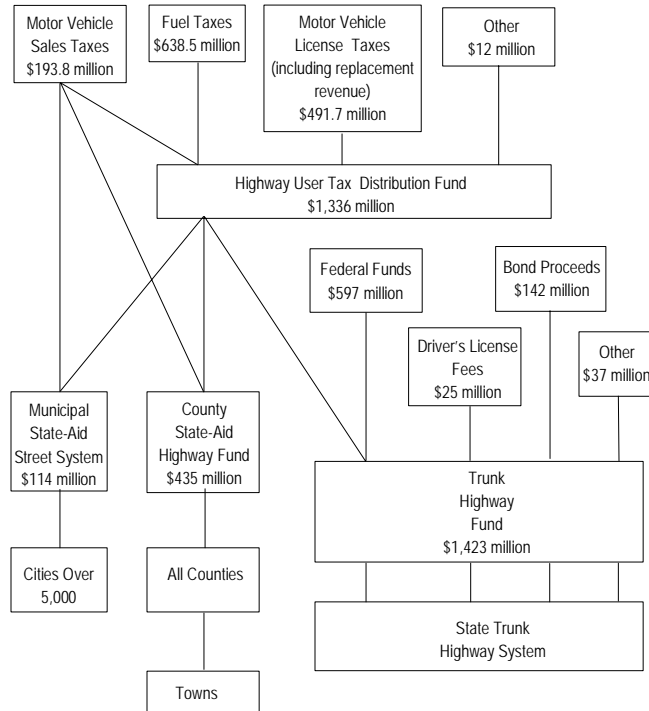 Motor Vehicle
Sales Taxes
$193.8 million
Fuel Taxes
$638.5 million
Motor Vehicle
License Taxes
(including replacement
revenue)
$491.7 million
Other
$12 million
Highway User Tax Distribution Fund
$1,336 million
Federal Funds
$597 million
Bond Proceeds
$142 million
Driver's License
Fees
$25 million
Other
$37 million
Municipal
State-Aid
Street System
$114 million
County
State-Aid
Highway Fund
$435 million
Trunk
Highway
Fund
$1,423 million
Cities Over
5,000
All Counties
State Trunk
Highway System
Towns